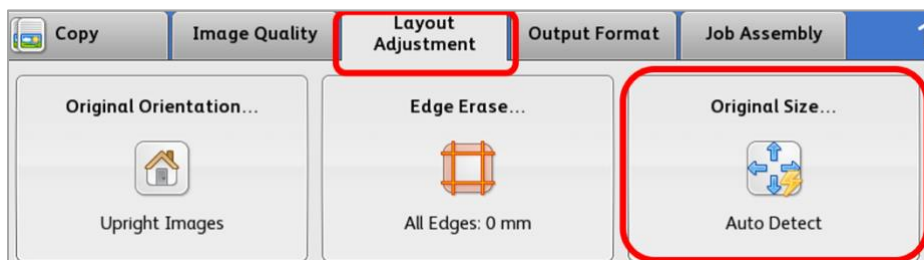 Copy
Image Quality
Layout
Adjustment
Output Format
Job Assembly
Original Orientation...
Edge Erase...
Original Size...
Upright Images
All Edges: 0 mm
Auto Detect